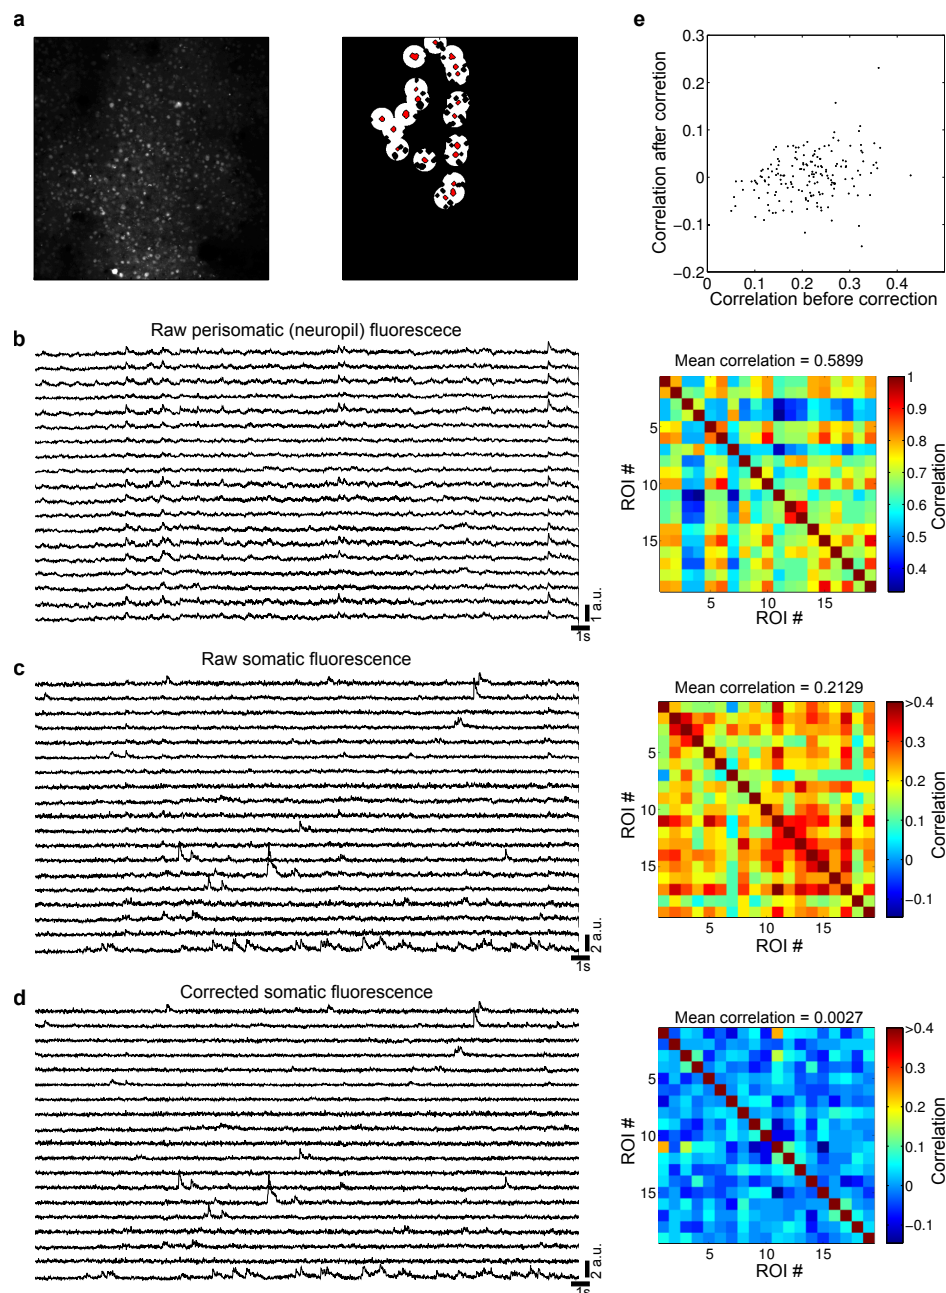 a
e
0.3
0.2
0.1
0
−0.1
−0.2
Correlation after corretion
0
0.1
0.2
0.3
0.4
Correlation before correction
b
Raw perisomatic (neuropil) fluorescece
1 a.u.
1s
Mean correlation = 0.5899
5
10
15
ROI #
5
10
15
ROI #
1
0.9
0.8
0.7
0.6
0.5
0.4
Correlation
c
Raw somatic fluorescence
2 a.u.
1s
Mean correlation = 0.2129
5
10
15
ROI #
5
10
15
ROI #
>0.4
0.3
0.2
0.1
0
−0.1
Correlation
d
Corrected somatic fluorescence
2 a.u.
1s
Mean correlation = 0.0027
5
10
15
ROI #
5
10
15
ROI #
>0.4
0.3
0.2
0.1
0
−0.1
Correlation